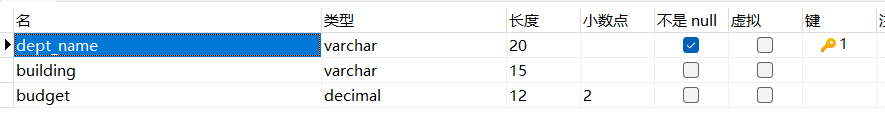 名 类型 长度 小数点 不是 null 虚拟 键
dept_name varchar 20 1
building varchar 15
budget decimal 12 2